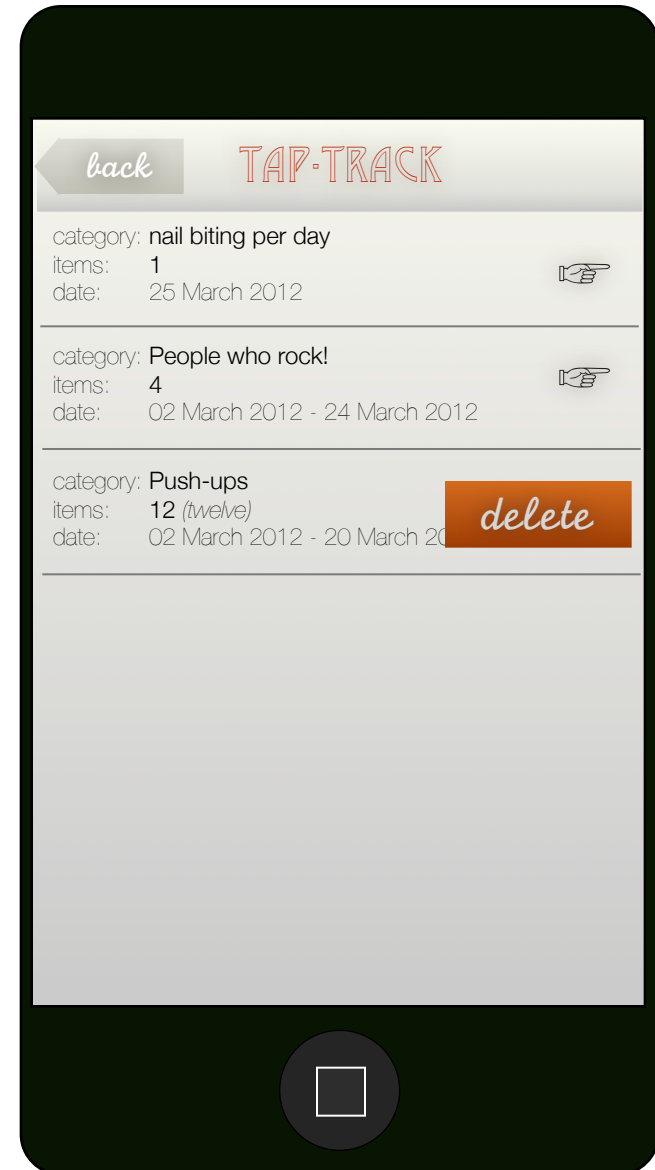 back TAP·TRACK
category: nail biting per day
items: 1
date: 25 March 2012
category: People who rock!
items: 4
date: 02 March 2012 - 24 March 2012
category: Push-ups
items: 12 (twelve)
date: 02 March 2012 - 20 March 20
delete